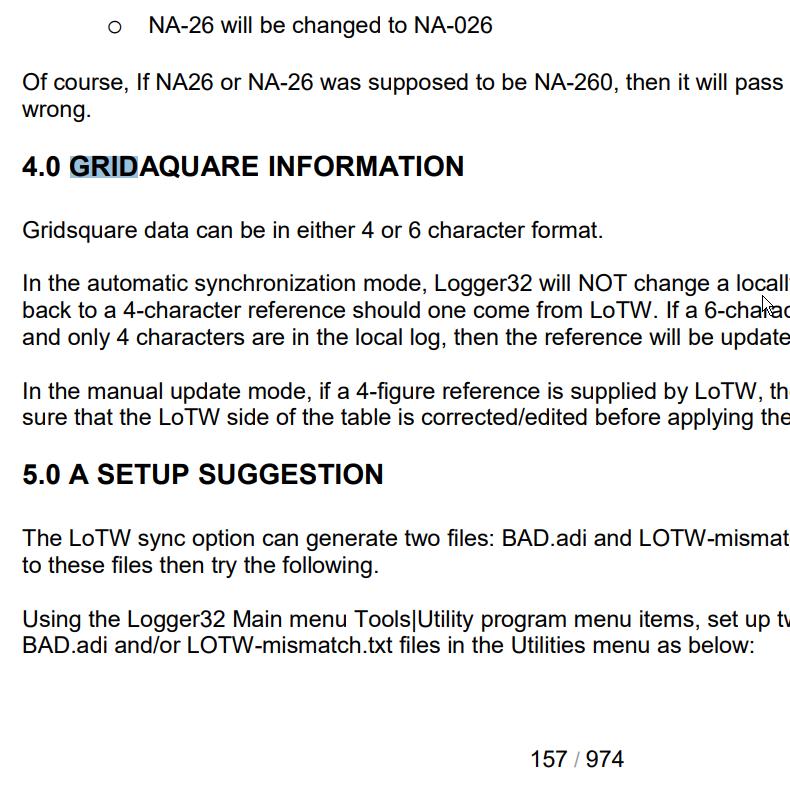 ○ NA-26 will be changed to NA-026
Of course, If NA26 or NA-26 was supposed to be NA-260, then it will pass
wrong.
4.0 GRIDAQUARE INFORMATION
Gridsquare data can be in either 4 or 6 character format.
In the automatic synchronization mode, Logger32 will NOT change a locall
back to a 4-character reference should one come from LoTW. If a 6-charac
and only 4 characters are in the local log, then the reference will be update
In the manual update mode, if a 4-figure reference is supplied by LoTW, th
sure that the LoTW side of the table is corrected/edited before applying the
5.0 A SETUP SUGGESTION
The LoTW sync option can generate two files: BAD.adi and LOTW-mismat
to these files then try the following.
Using the Logger32 Main menu Tools|Utility program menu items, set up tw
BAD.adi and/or LOTW-mismatch.txt files in the Utilities menu as below:
157 / 974